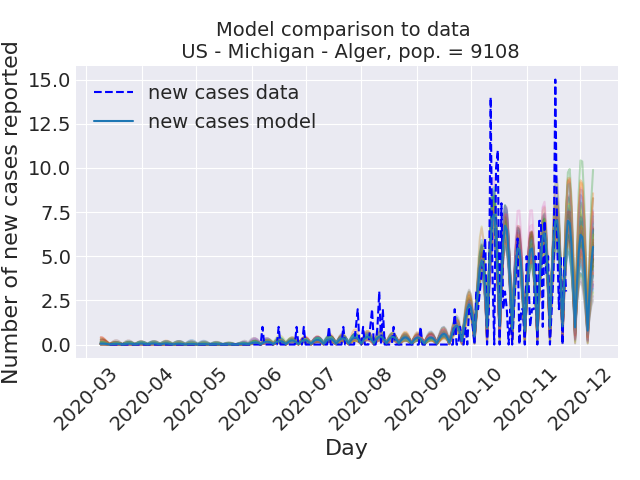 Model comparison to data
US - Michigan - Alger, pop. = 9108
Number of new cases reported
15.0
12.5
10.0
7.5
5.0
2.5
0.0
new cases data
new cases model
2020-03
2020-04
2020-05
2020-06
2020-07
2020-08
2020-09
2020-10
2020-11
2020-12
Day